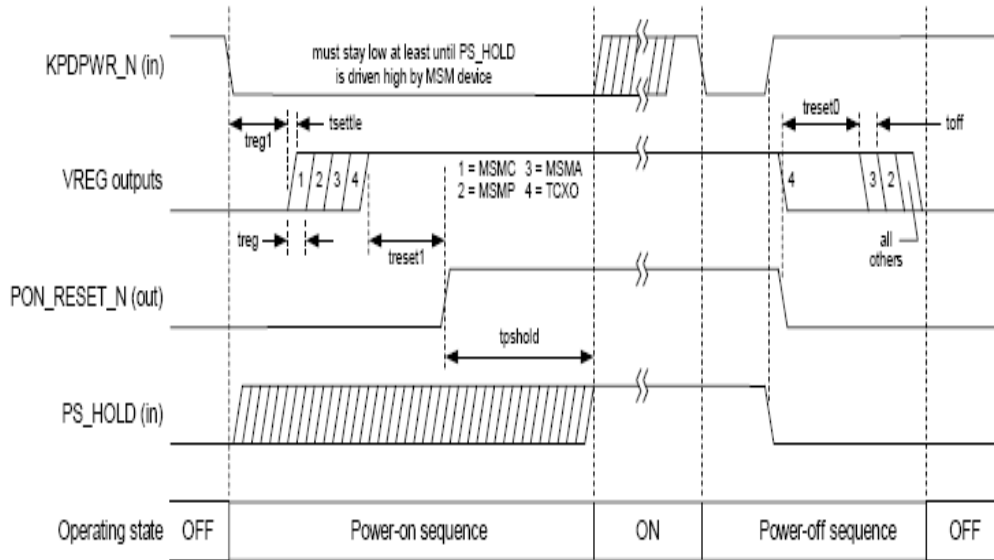 KPDPWR_N (in)
must stay low at least until PS_HOLD
is driven high by MSM device
treg1
tsettle
treset0
toff
VREG outputs
1 2 3 4
1 = MSMC 3 = MSMA
2 = MSMP 4 = TCXO
4
3 2
treg
treset1
all
others
PON_RESET_N (out)
tpshold
PS_HOLD (in)
Operating state OFF Power-on sequence ON Power-off sequence OFF